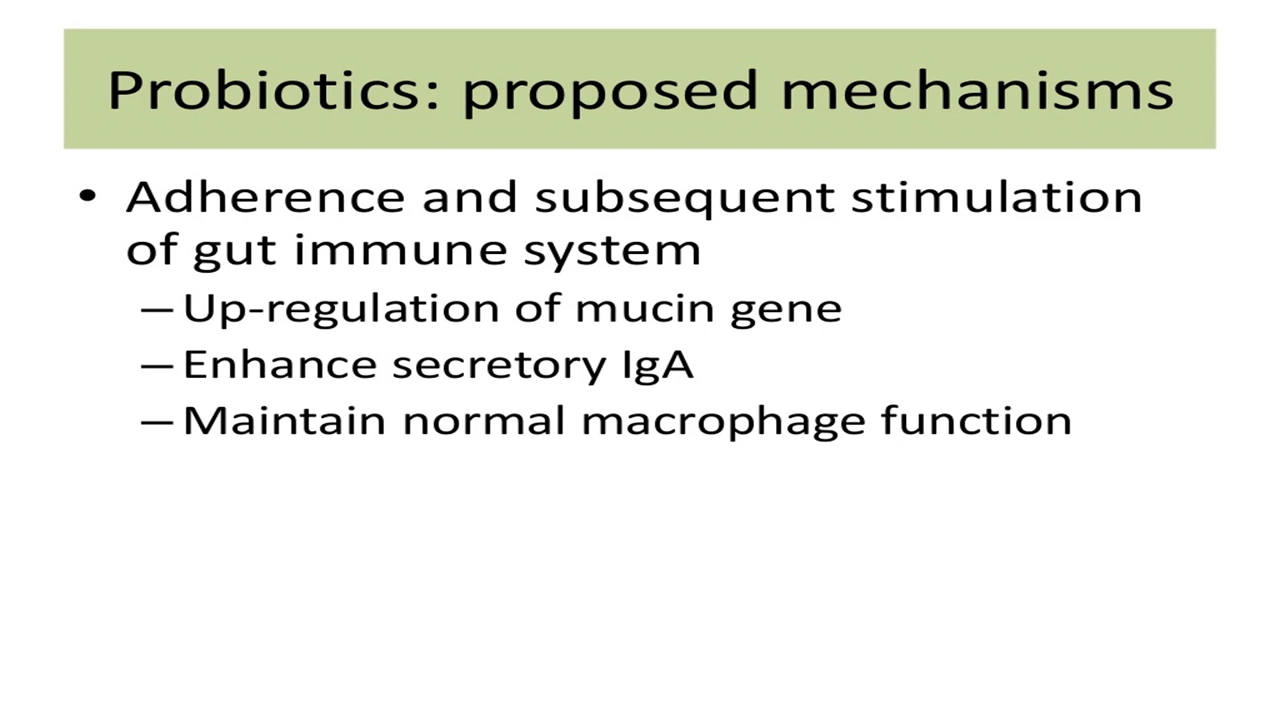 Probiotics: proposed mechanisms
• Adherence and subsequent stimulation
of gut immune system
– Up-regulation of mucin gene
– Enhance secretory IgA
– Maintain normal macrophage function